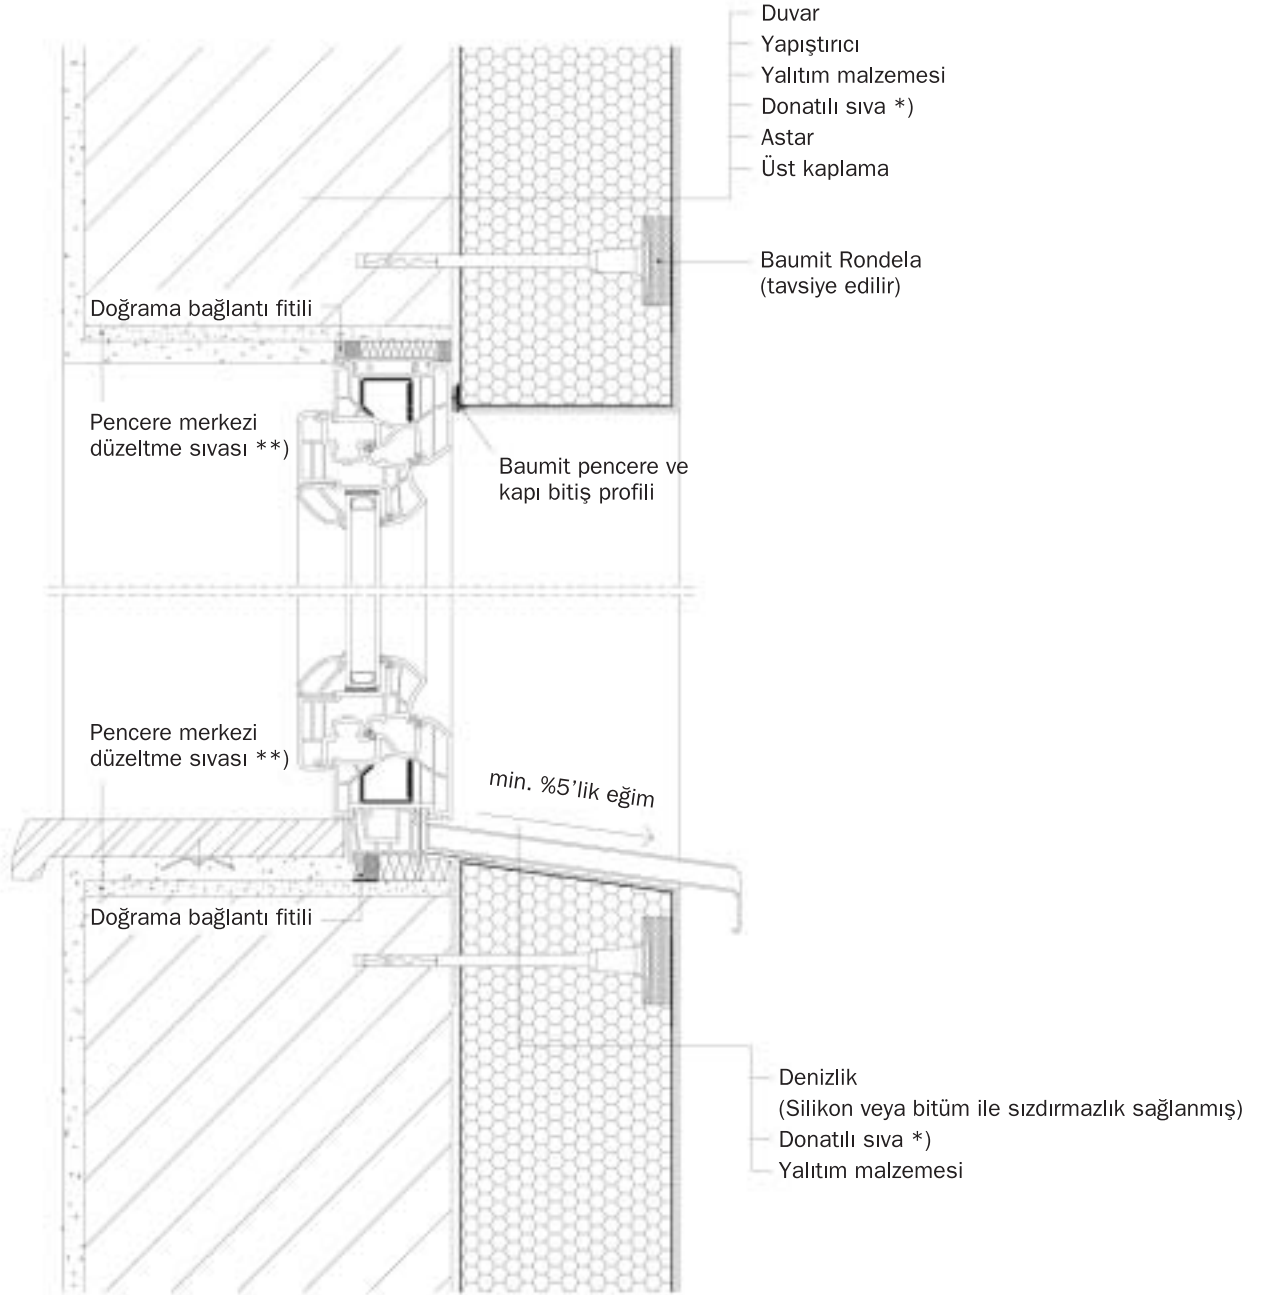 Duvar
Yapıştırıcı
Yalıtım malzemesi
Donatılı sıva *)
Astar
Üst kaplama
Baumit Rondela
(tavsiye edilir)
Doğrama bağlantı fitili
Pencere merkezi
düzeltme sıvası **)
Baumit pencere ve
kapı bitiş profili
Pencere merkezi
düzeltme sıvası **)
min. %5'lik eğim
Doğrama bağlantı fitili
Denizlik
(Silikon veya bitüm ile sızdırmazlık sağlanmış)
Donatılı sıva *)
Yalıtım malzemesi